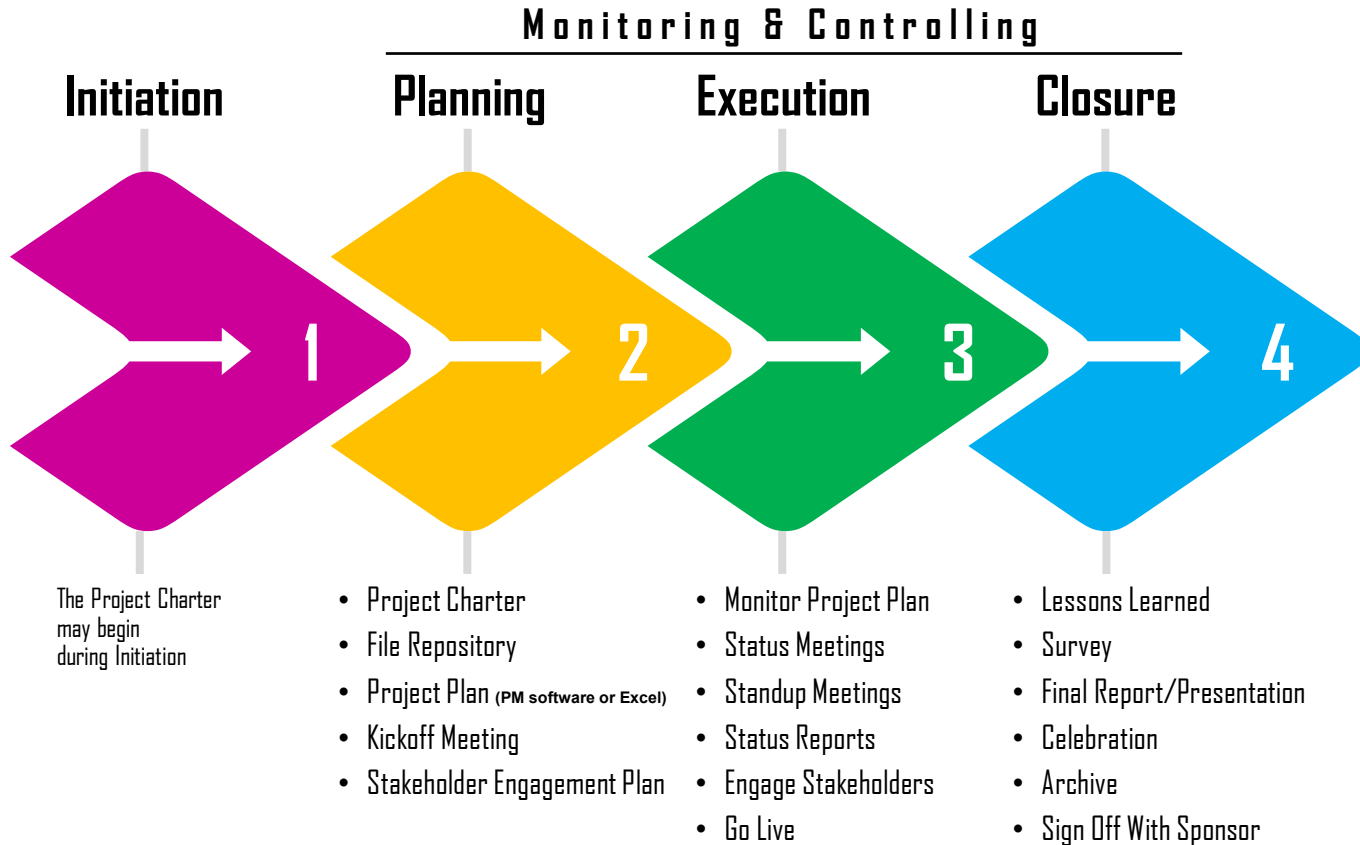 Monitoring & Controlling
Initiation
Planning
Execution
Closure
1
2
3
4
The Project Charter
may begin
during Initiation
• Project Charter
• File Repository
• Project Plan (PM software or Excel)
• Kickoff Meeting
• Stakeholder Engagement Plan
• Monitor Project Plan
• Status Meetings
• Standup Meetings
• Status Reports
• Engage Stakeholders
• Go Live
• Lessons Learned
• Survey
• Final Report/Presentation
• Celebration
• Archive
• Sign Off With Sponsor